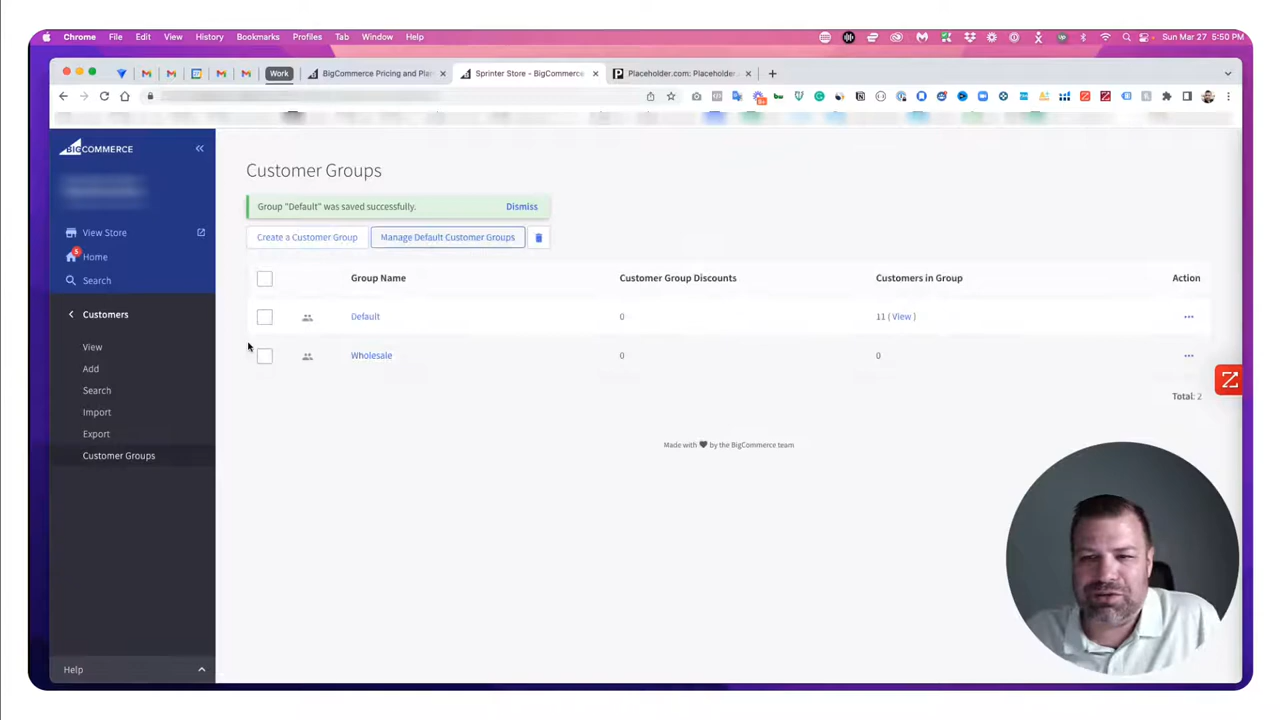 Chrome File Edit View History Bookmarks Profiles Tab Window Help Sun Mar 27 5:50 PM
Work BigCommerce Pricing and Pla Sprinter Store - BigCommerce Placeholder.com: Placeholder
BIGCOMMERCE
View Store
5
Home
Search
Customers
View
Add
Search
Import
Export
Customer Groups
Help
Customer Groups
Group "Default" was saved successfully. Dismiss
Create a Customer Group Manage Default Customer Groups
Group Name Customer Group Discounts Customers in Group Action
Default 0 11 ( View ) ...
Wholesale 0 0 ...
Total: 2
Made with ❤ by the BigCommerce team